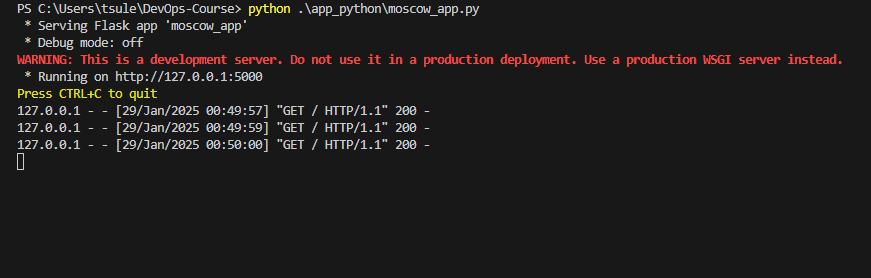 PS C:\Users\tsule\DevOps-Course> python .\app_python\moscow_app.py
 * Serving Flask app 'moscow_app'
 * Debug mode: off
WARNING: This is a development server. Do not use it in a production deployment. Use a production WSGI server instead.
 * Running on http://127.0.0.1:5000
Press CTRL+C to quit
127.0.0.1 - - [29/Jan/2025 00:49:57] "GET / HTTP/1.1" 200 -
127.0.0.1 - - [29/Jan/2025 00:49:59] "GET / HTTP/1.1" 200 -
127.0.0.1 - - [29/Jan/2025 00:50:00] "GET / HTTP/1.1" 200 -